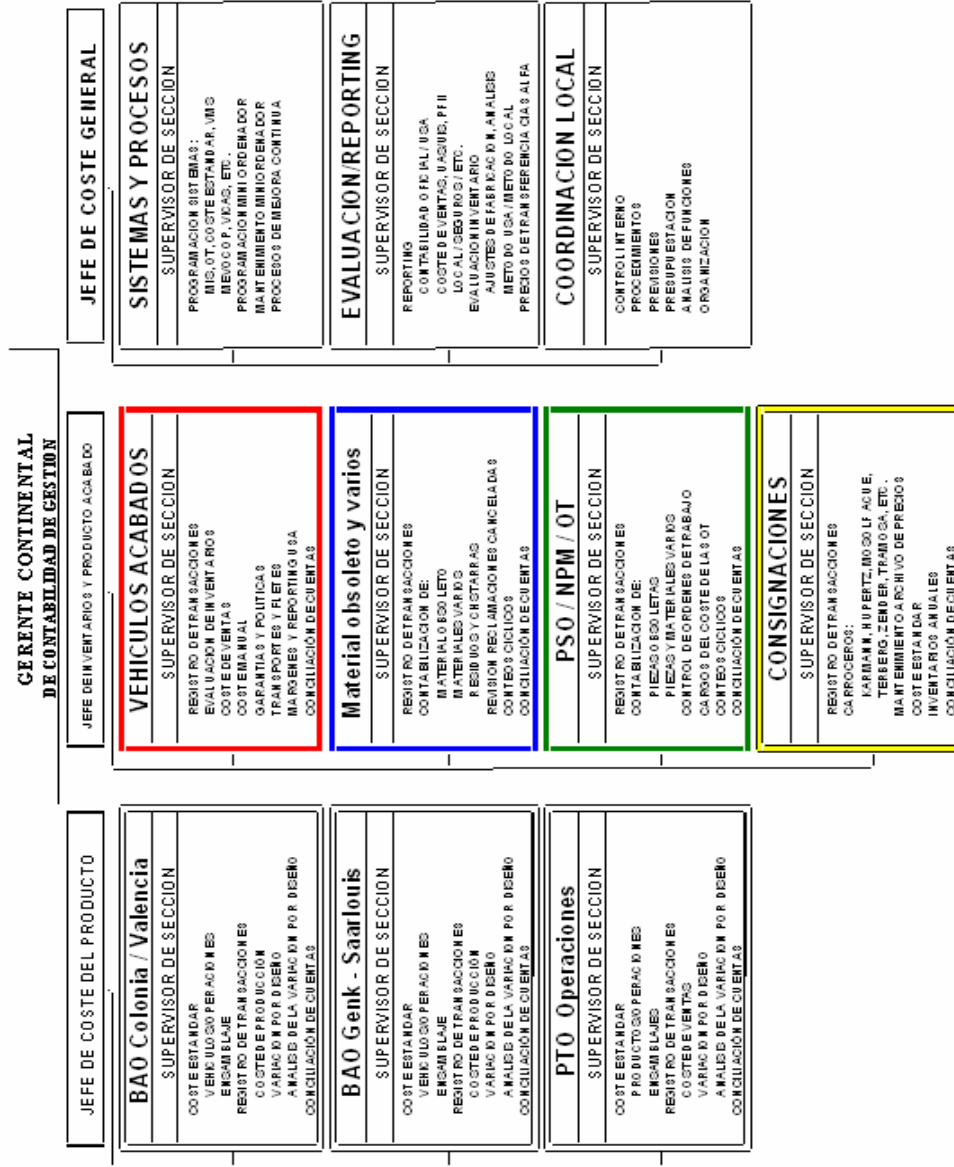 GERENTE CONTINENTAL
DE CONTABILIDAD DE GESTION
JEFE DE COSTE DEL PRODUCTO
BAO Colonia / Valencia
SUPERVISOR DE SECCION
COSTE ESTANDAR
VEHICULOS/OPERACIONES
ENSAMBLAJE
REGISTRO DE TRANSACCIONES
COSTE DE PRODUCCIÓN
VARIACION POR DISEÑO
ANALISIS DE LA VARIACION POR DISEÑO
CONCILIACIÓN DE CUENTAS
BAO Genk - Saarlouis
SUPERVISOR DE SECCION
COSTE ESTANDAR
VEHICULOS/OPERACIONES
ENSAMBLAJE
REGISTRO DE TRANSACCIONES
COSTE DE PRODUCCIÓN
VARIACION POR DISEÑO
ANALISIS DE LA VARIACION POR DISEÑO
CONCILIACIÓN DE CUENTAS
PTO Operaciones
SUPERVISOR DE SECCION
COSTE ESTANDAR
PRODUCTOS/OPERACIONES
ENSAMBLAJES
REGISTRO DE TRANSACCIONES
COSTE DE VENTAS
VARIACION POR DISEÑO
ANALISIS DE LA VARIACION POR DISEÑO
CONCILIACIÓN DE CUENTAS
JEFE DE INVENTARIOS Y PRODUCTO ACABADO
VEHICULOS ACABADOS
SUPERVISOR DE SECCION
REGISTRO DE TRANSACCIONES
EVALUACION DE INVENTARIOS
COSTE DE VENTAS
COSTE MANUAL
GARANTIAS Y POLITICAS
TRANSPORTES Y FLETES
MARGENES Y REPORTING USA
CONCILIACIÓN DE CUENTAS
Material obsoleto y varios
SUPERVISOR DE SECCION
REGISTRO DE TRANSACCIONES
CONTABILIZACION DE:
MATERIAL OBSOLETO
MATERIALES VARIOS
RESIDUOS Y CHATARRAS
REVISION RECLAMACIONES CANCELADAS
CONTEOS CICLICOS
CONCILIACIÓN DE CUENTAS
PSO / NPM / OT
SUPERVISOR DE SECCION
REGISTRO DE TRANSACCIONES
CONTABILIZACION DE:
PIEZAS OBSOLETAS
PIEZAS Y MATERIALES VARIOS
CONTROL DE ORDENES DE TRABAJO
CARGOS DEL COSTE DE LAS OT
CONTEOS CICLICOS
CONCILIACIÓN DE CUENTAS
CONSIGNACIONES
SUPERVISOR DE SECCION
REGISTRO DE TRANSACCIONES
CARROCEROS:
KARMANN, HUPERTZ,
TERBERG, ZENDER, TRAMOSA, ETC.
MANTENIMIENTO ARCHIVO DE PRECIOS
COSTE ESTANDAR
INVENTARIOS ANUALES
CONCILIACIÓN DE CUENTAS
JEFE DE COSTE GENERAL
SISTEMAS Y PROCESOS
SUPERVISOR DE SECCION
PROGRAMACION SISTEMAS:
MIS, OT, COSTE ESTANDAR, VMS
MEVOCOP, VICAS, ETC.
PROGRAMACION MINIORDENADOR
MANTENIMIENTO MINIORDENADOR
PROCESOS DE MEJORA CONTINUA
EVALUACION/REPORTING
SUPERVISOR DE SECCION
REPORTING
CONTABILIDAD OFICIAL / USA
COSTE DE VENTAS, UAG/UIS, PFII
LOCAL / SEGUROS / ETC.
EVALUACION INVENTARIO
AJUSTES DE FABRICACION, ANALISIS
METODO USA / METODO LOCAL
PRECIOS DE TRANSFERENCIA CIAS ALFA
COORDINACION LOCAL
SUPERVISOR DE SECCION
CONTROL INTERNO
PROCEDIMIENTOS
PREVISIONES
PRESUPUESTACION
ANALISIS DE FUNCIONES
ORGANIZACION